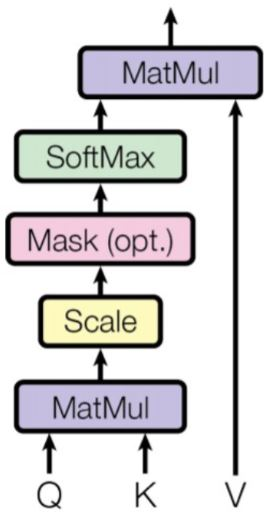 MatMul
SoftMax
Mask (opt.)
Scale
MatMul
Q K V